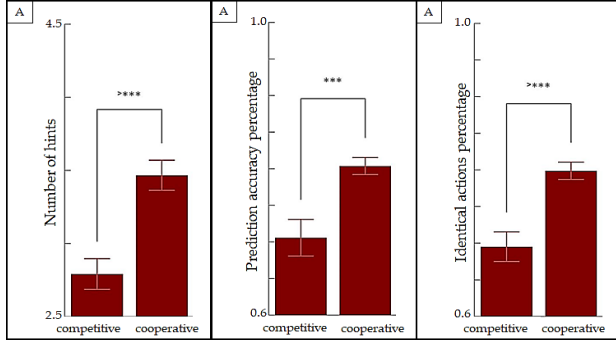 A
4.5
>***
Number of hints
2.5
competitive cooperative
A
1.0
***
Prediction accuracy percentage
0.6
competitive cooperative
A
1.0
>***
Identical actions percentage
0.6
competitive cooperative